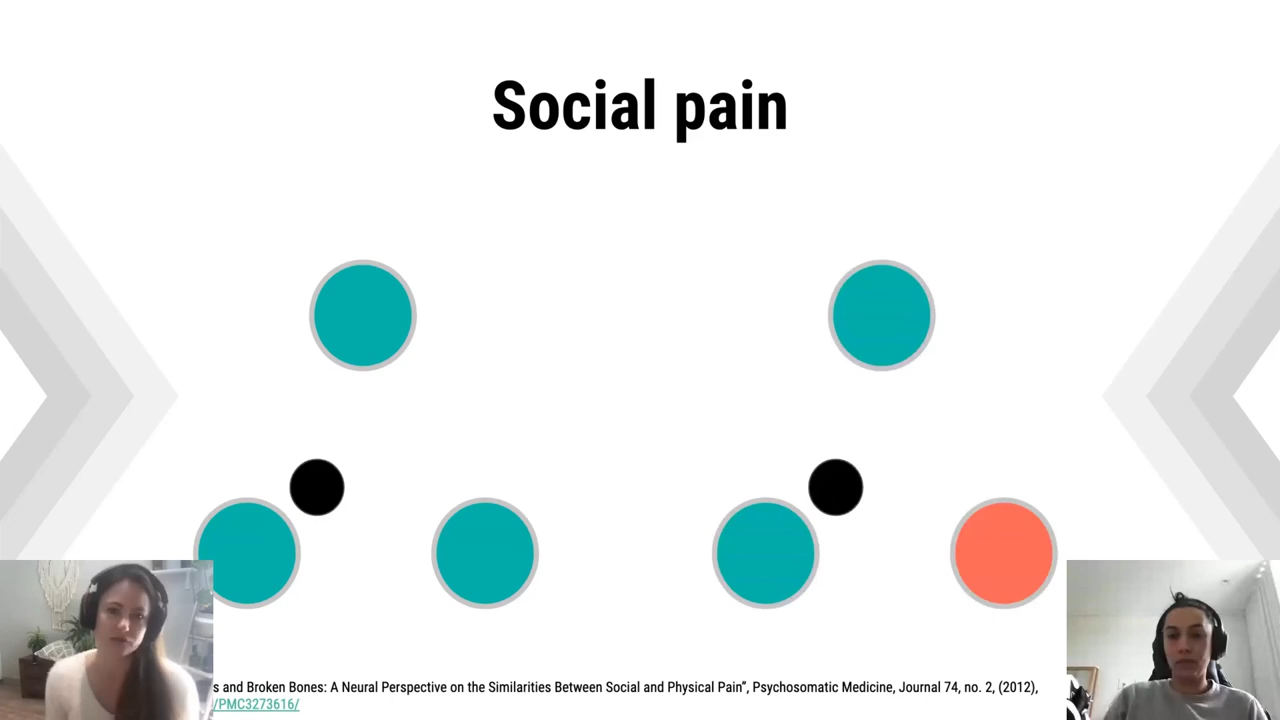 Social pain
s and Broken Bones: A Neural Perspective on the Similarities Between Social and Physical Pain”, Psychosomatic Medicine, Journal 74, no. 2, (2012),
/PMC3273616/